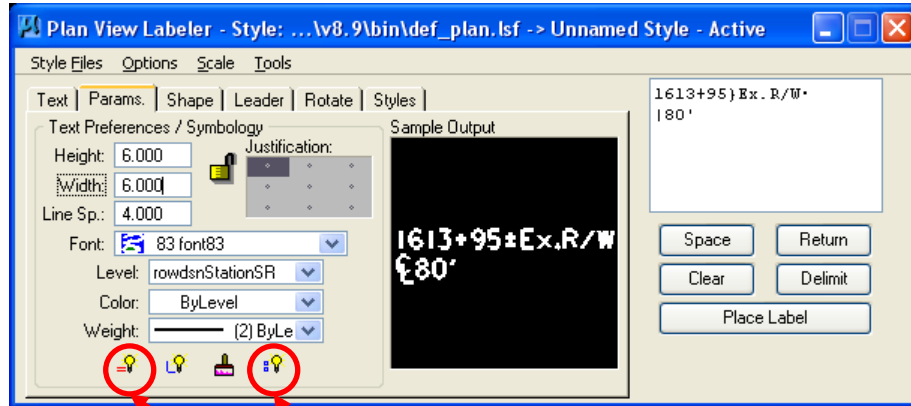 Plan View Labeler - Style: ...\v8.9\bin\def_plan.lsf -> Unnamed Style - Active
Style Files Options Scale Tools
Text Params. Shape Leader Rotate Styles
Text Preferences / Symbology
Height: 6.000
Justification:
Width: 6.000
Line Sp.: 4.000
Font: 83 font83
Level: rowdsnStationSR
Color: ByLevel
Weight: (2) ByLe
Sample Output
1613+95±Ex.R/W
℄80'
1613+95}Ex.R/W·
|80'
Space Return
Clear Delimit
Place Label